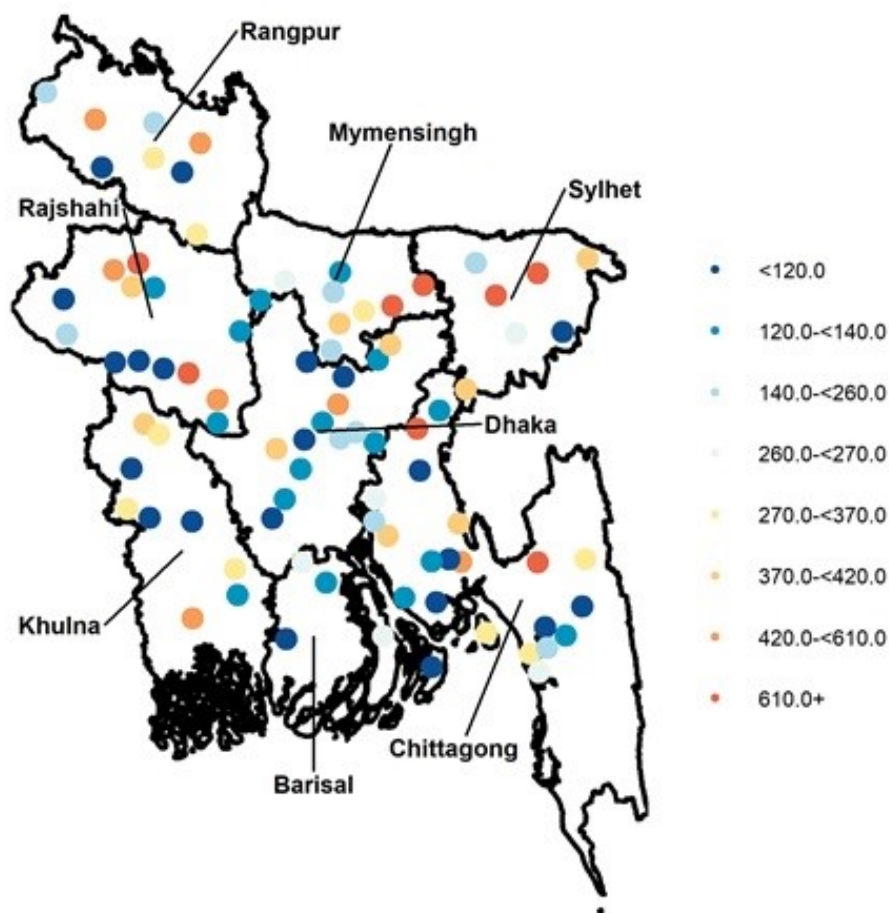 Rangpur
Mymensingh
Sylhet
Rajshahi
<120.0
120.0-<140.0
140.0-<260.0
Dhaka
260.0-<270.0
270.0-<370.0
370.0-<420.0
Khulna
420.0-<610.0
610.0+
Chittagong
Barisal